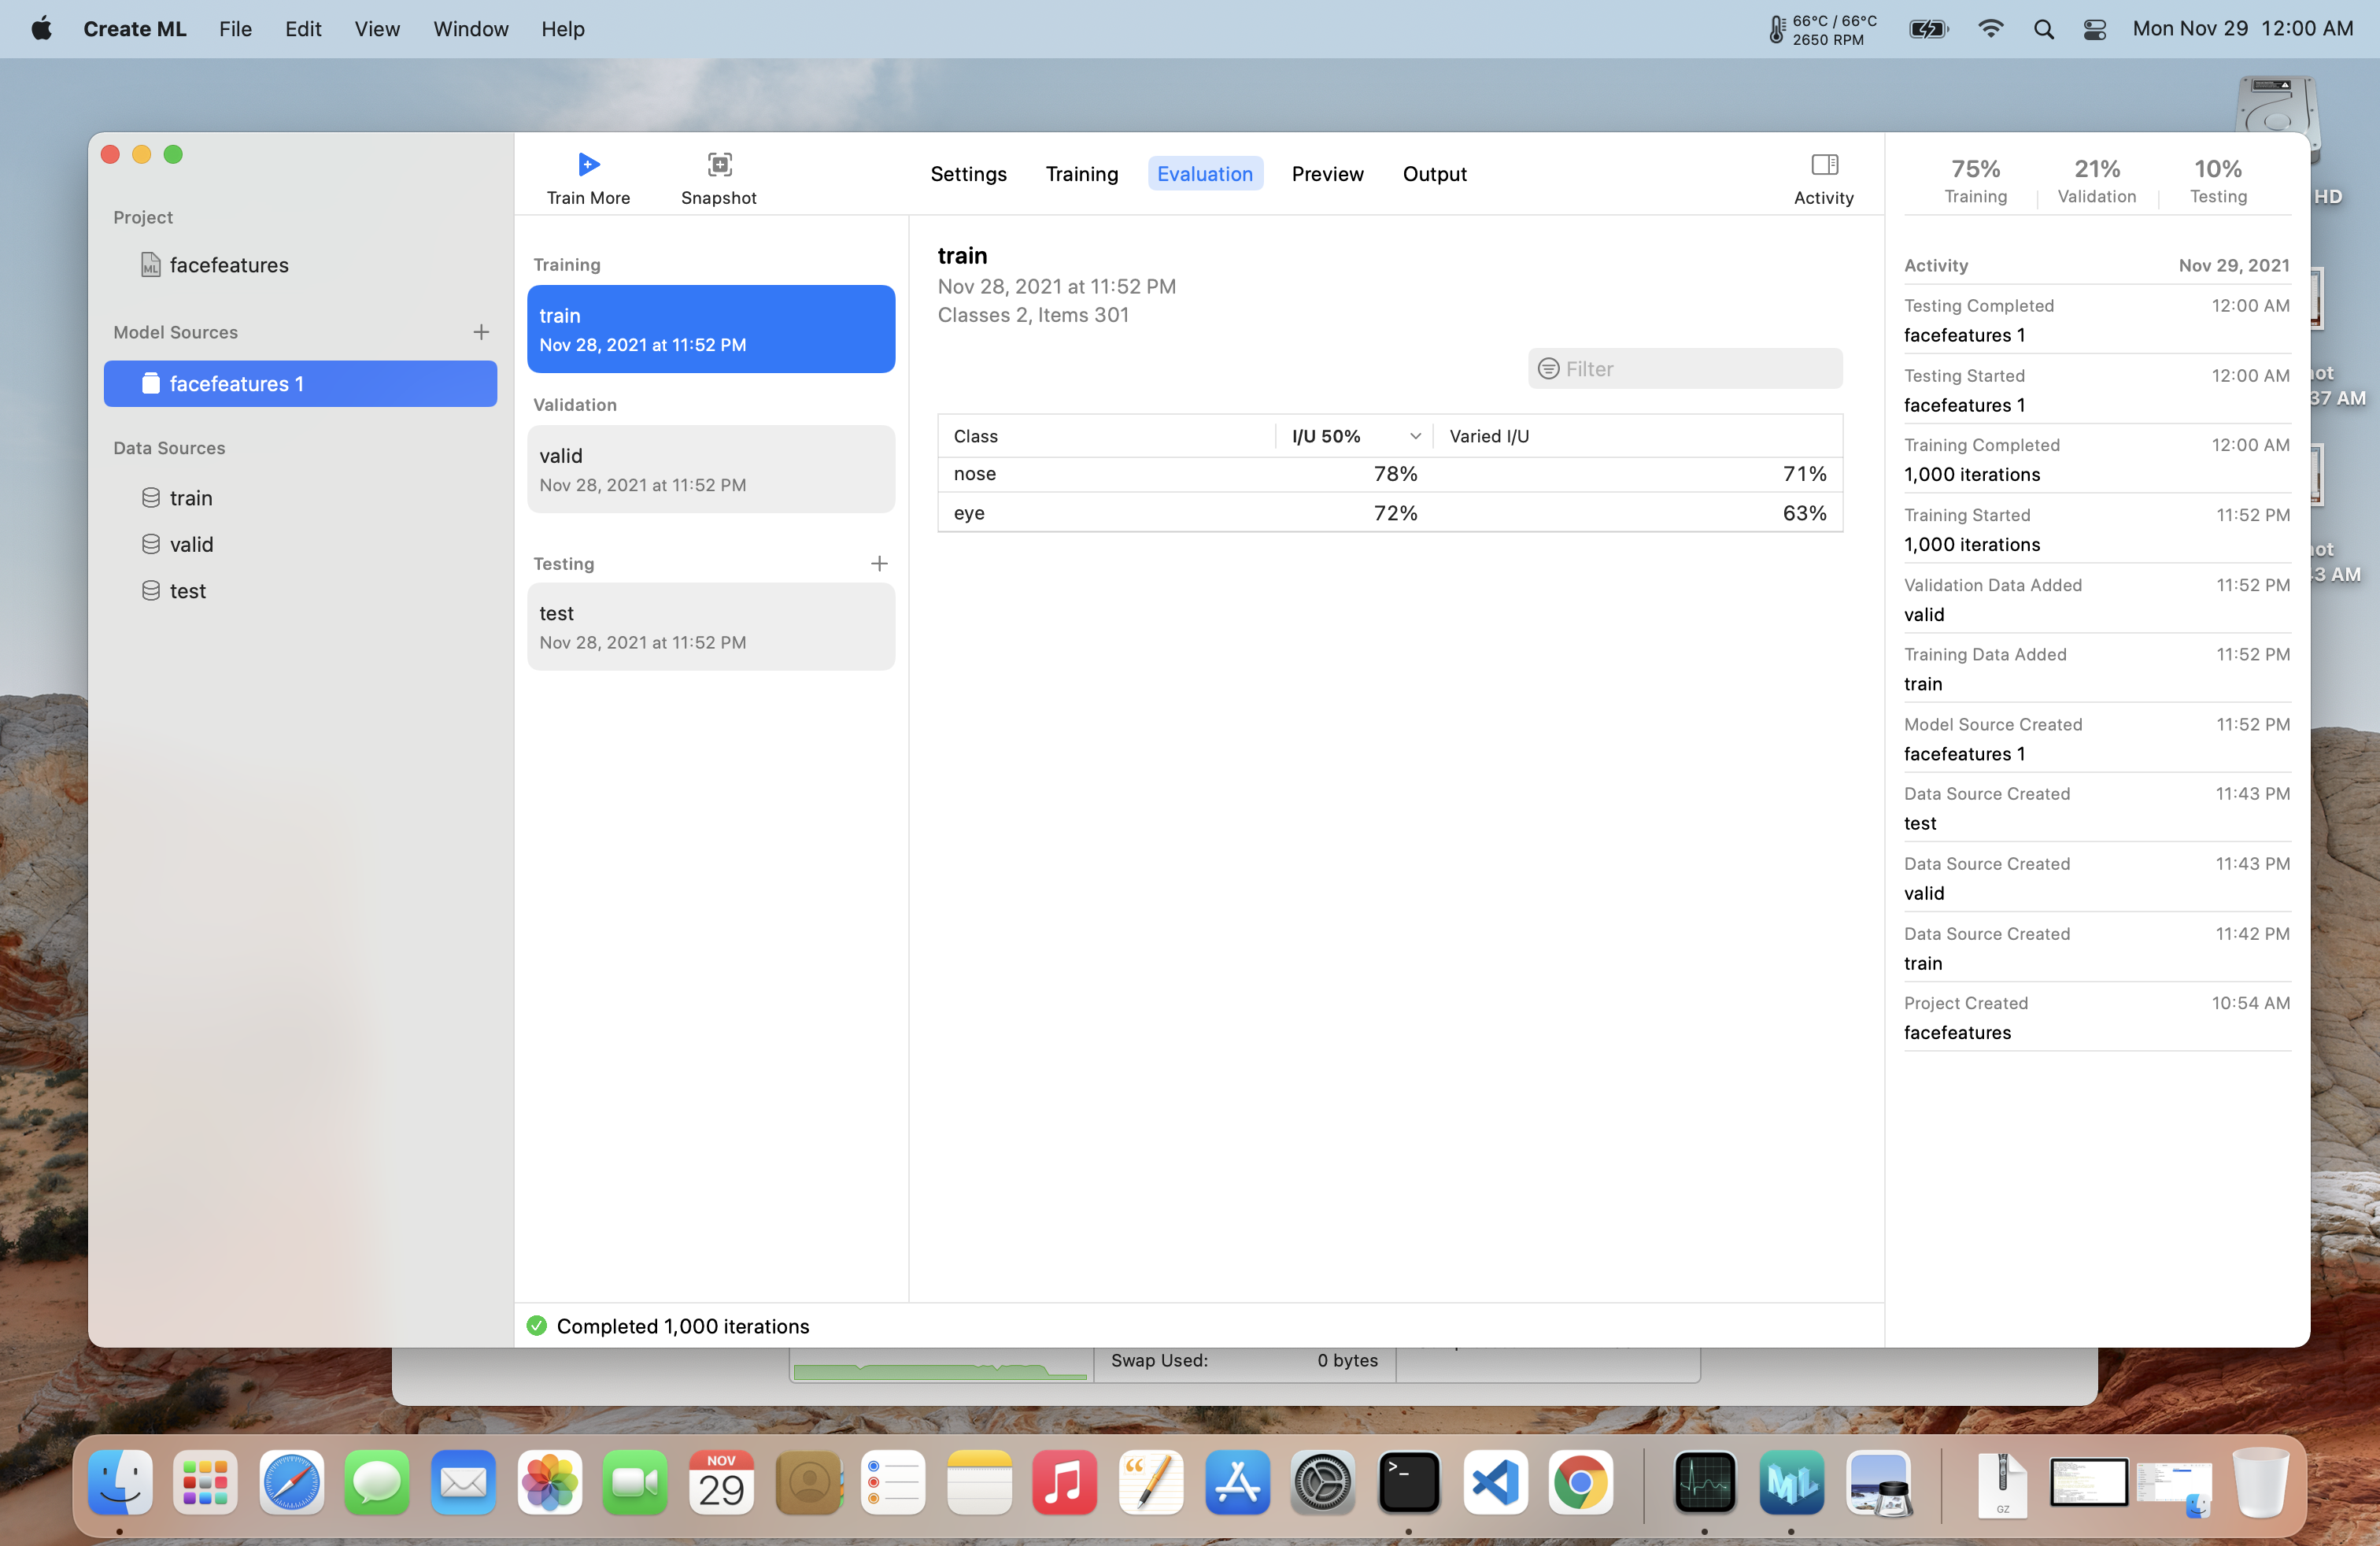 Create ML File Edit View Window Help
66°C / 66°C
2650 RPM
Mon Nov 29 12:00 AM
HD
37 AM
3 AM
Project
facefeatures
Model Sources
facefeatures 1
Data Sources
train
valid
test
Train More
Snapshot
Settings Training Evaluation Preview Output
Activity
Training
train
Nov 28, 2021 at 11:52 PM
Validation
valid
Nov 28, 2021 at 11:52 PM
Testing
test
Nov 28, 2021 at 11:52 PM
train
Nov 28, 2021 at 11:52 PM
Classes 2, Items 301
Filter
Class I/U 50% Varied I/U
nose 78% 71%
eye 72% 63%
Completed 1,000 iterations
75% 21% 10%
Training Validation Testing
Activity Nov 29, 2021
Testing Completed 12:00 AM
facefeatures 1
Testing Started 12:00 AM
facefeatures 1
Training Completed 12:00 AM
1,000 iterations
Training Started 11:52 PM
1,000 iterations
Validation Data Added 11:52 PM
valid
Training Data Added 11:52 PM
train
Model Source Created 11:52 PM
facefeatures 1
Data Source Created 11:43 PM
test
Data Source Created 11:43 PM
valid
Data Source Created 11:42 PM
train
Project Created 10:54 AM
facefeatures
Swap Used: 0 bytes
NOV
29
>_
ML
GZ